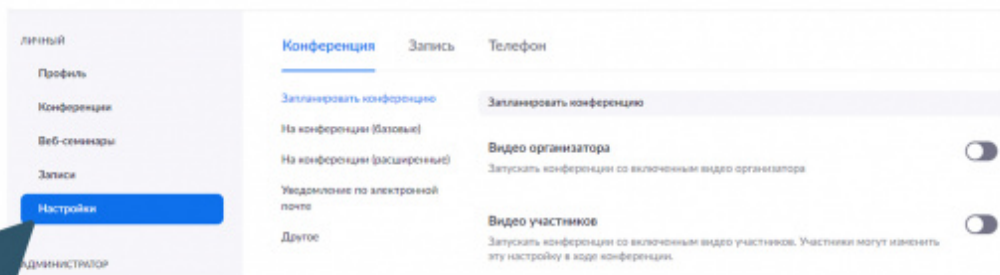 ЛИЧНЫЙ
Профиль
Конференции
Веб-семинары
Записи
Настройки
АДМИНИСТРАТОР
Конференция
Запись
Телефон
Запланировать конференцию
На конференции (базовые)
На конференции (расширенные)
Уведомление по электронной
почте
Другое
Запланировать конференцию
Видео организатора
Запускать конференции со включенным видео организатора
Видео участников
Запускать конференции со включенным видео участников. Участники могут изменить
эту настройку в ходе конференции.